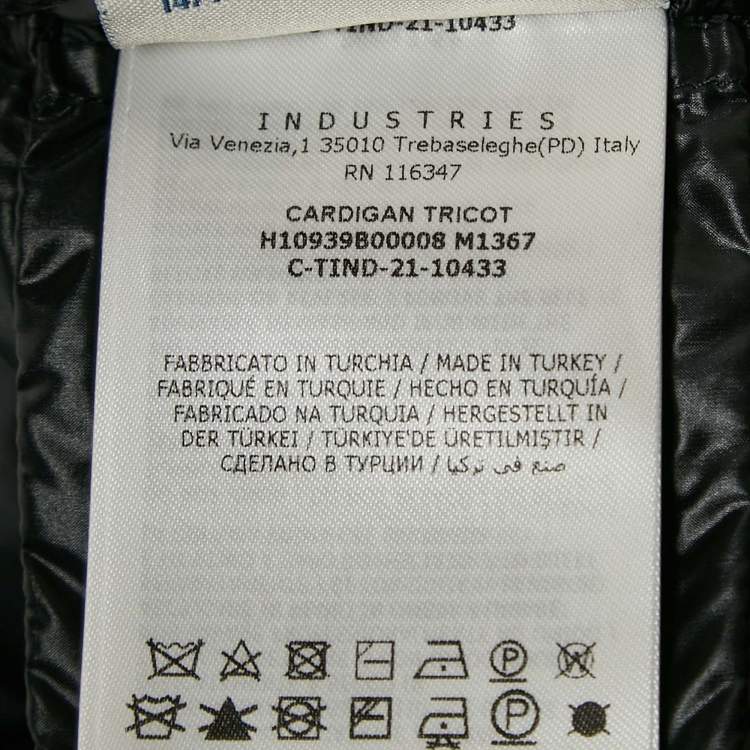 C-TIND-21-10433
INDUSTRIES
Via Venezia,1 35010 Trebaseleghe(PD) Italy
RN 116347
CARDIGAN TRICOT
H10939B00008 M1367
C-TIND-21-10433
FABBRICATO IN TURCHIA / MADE IN TURKEY /
FABRIQUÉ EN TURQUIE / HECHO EN TURQUÍA /
FABRICADO NA TURQUIA / HERGESTELLT IN
DER TÜRKEI / TÜRKİYE'DE ÜRETILMIŞTIR /
СДЕЛАНО В ТУРЦИИ / صنع في تركيا
P W
P